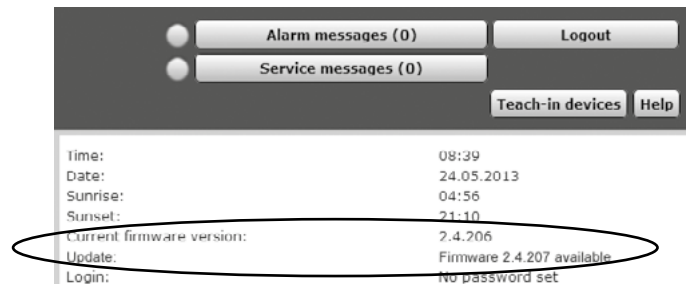 Alarm messages (0) Logout
Service messages (0)
Teach-in devices Help
Time: 08:39
Date: 24.05.2013
Sunrise: 04:56
Sunset: 21:10
Current firmware version: 2.4.206
Update: Firmware 2.4.207 available
Login: No password set